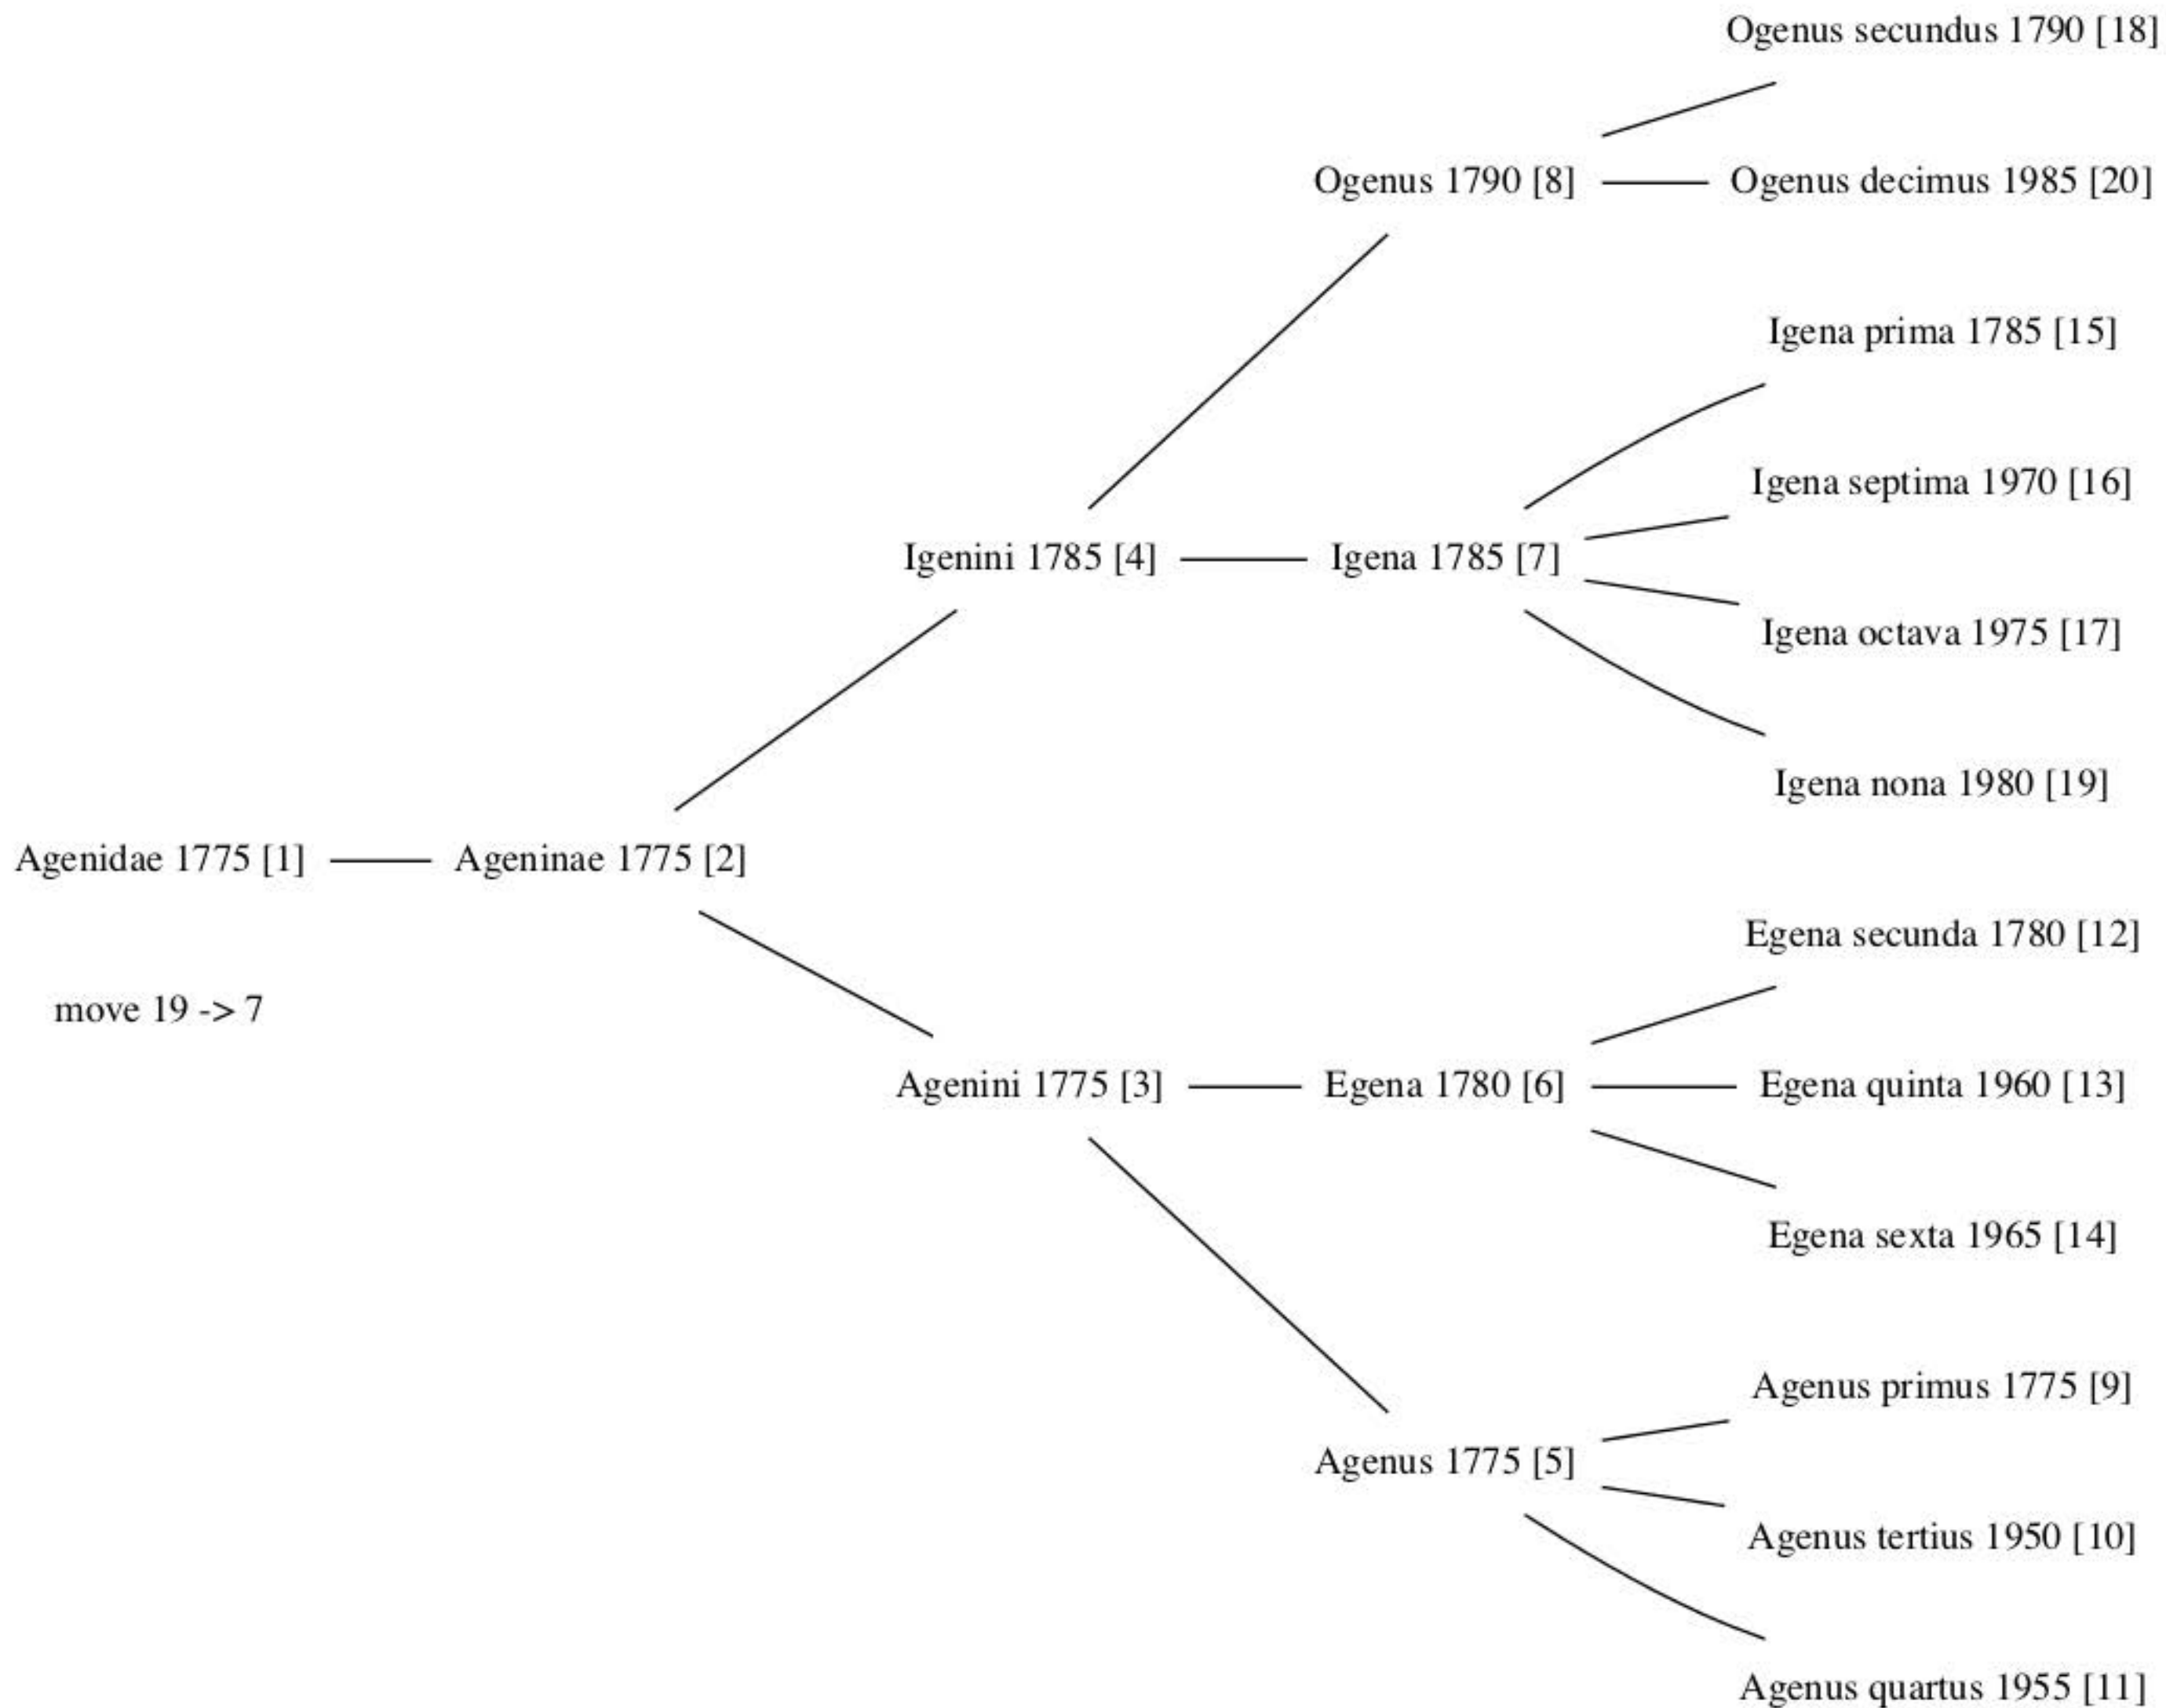 Ogenus secundus 1790 [18]
Ogenus 1790 [8]
Ogenus decimus 1985 [20]
Igena prima 1785 [15]
Igena septima 1970 [16]
Igenini 1785 [4]
Igena 1785 [7]
Igena octava 1975 [17]
Igena nona 1980 [19]
Agenidae 1775 [1]
Ageninae 1775 [2]
Egena secunda 1780 [12]
move 19 -> 7
Agenini 1775 [3]
Egena 1780 [6]
Egena quinta 1960 [13]
Egena sexta 1965 [14]
Agenus primus 1775 [9]
Agenus 1775 [5]
Agenus tertius 1950 [10]
Agenus quartus 1955 [11]